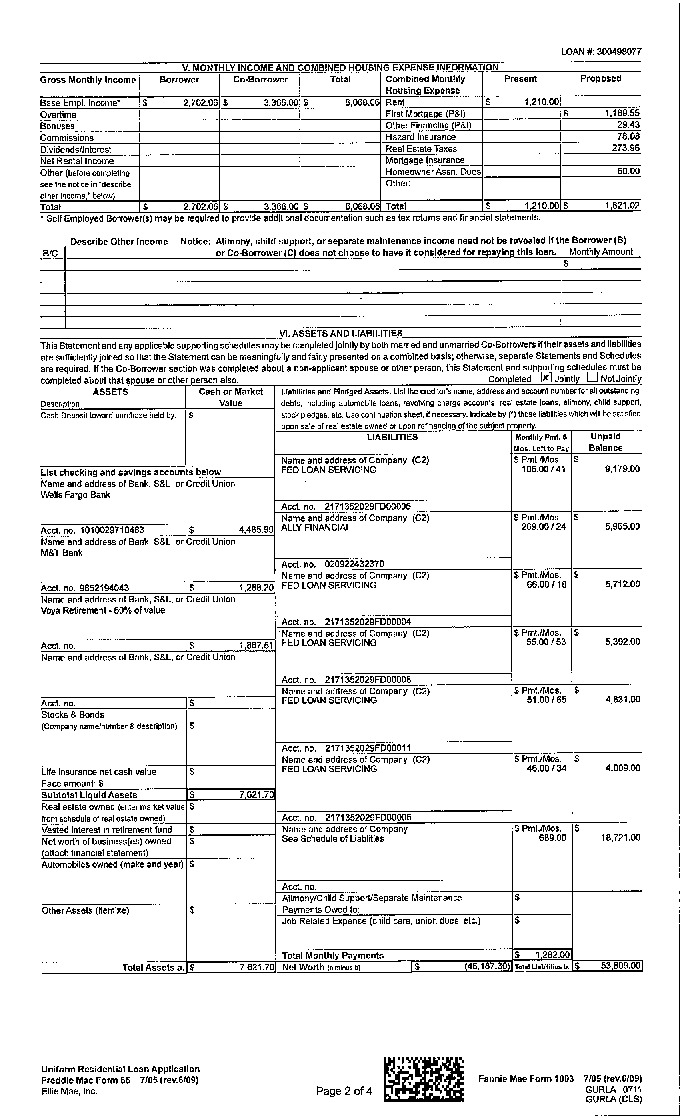 LOAN #: 300498077
V. MONTHLY INCOME AND COMBINED HOUSING EXPENSE INFORMATION
Gross Monthly Income Borrower Co-Borrower Total Combined Monthly Housing Expense Present Proposed
Base Empl. Income* $ 2,702.06 $ 3,366.00 $ 6,068.06 Rent $ 1,210.00
Overtime First Mortgage (P&I) $ 1,189.55
Bonuses Other Financing (P&I) 29.43
Commissions Hazard Insurance 78.08
Dividends/Interest Real Estate Taxes 273.96
Net Rental Income Mortgage Insurance
Other (before completing Homeowner Assn. Dues 60.00
see the notice in "describe Other:
other income," below)
Total $ 2,702.06 $ 3,366.00 $ 6,068.06 Total $ 1,210.00 $ 1,621.02
* Self Employed Borrower(s) may be required to provide additional documentation such as tax returns and financial statements.
Describe Other Income Notice: Alimony, child support, or separate maintenance income need not be revealed if the Borrower (B)
B/C or Co-Borrower (C) does not choose to have it considered for repaying this loan. Monthly Amount
$
VI. ASSETS AND LIABILITIES
This Statement and any applicable supporting schedules may be completed jointly by both married and unmarried Co-Borrowers if their assets and liabilities
are sufficiently joined so that the Statement can be meaningfully and fairly presented on a combined basis; otherwise, separate Statements and Schedules
are required. If the Co-Borrower section was completed about a non-applicant spouse or other person, this Statement and supporting schedules must be
completed about that spouse or other person also. Completed x Jointly Not Jointly
ASSETS Cash or Market Value
Description
Cash Deposit toward purchase held by: $
List checking and savings accounts below
Name and address of Bank, S&L, or Credit Union
Wells Fargo Bank
Acct. no. 1010029710463 $ 4,485.99
Name and address of Bank, S&L, or Credit Union
M&T Bank
Acct. no. 9852194043 $ 1,288.20
Name and address of Bank, S&L, or Credit Union
Voya Retirement - 60% of value
Acct. no. $ 1,867.51
Name and address of Bank, S&L, or Credit Union
Acct. no. $
Stocks & Bonds $
(Company name/number & description)
Life insurance net cash value $
Face amount: $
Subtotal Liquid Assets $ 7,621.70
Real estate owned (enter market value $
from schedule of real estate owned)
Vested interest in retirement fund $
Net worth of business(es) owned $
(attach financial statement)
Automobiles owned (make and year) $
Other Assets (itemize) $
Total Assets a. $ 7,621.70
Liabilities and Pledged Assets. List the creditor's name, address and account number for all outstanding
debts, including automobile loans, revolving charge accounts, real estate loans, alimony, child support,
stock pledges, etc. Use continuation sheet, if necessary. Indicate by (*) those liabilities which will be satisfied
upon sale of real estate owned or upon refinancing of the subject property.
LIABILITIES Monthly Pmt. & Mos. Left to Pay Unpaid Balance
Name and address of Company (C2) $ Pmt./Mos. $
FED LOAN SERVICING 106.00 / 41 9,179.00
Acct. no. 2171352029FD00005
Name and address of Company (C2) $ Pmt./Mos. $
ALLY FINANCIAL 269.00 / 24 5,965.00
Acct. no. 020922432370
Name and address of Company (C2) $ Pmt./Mos. $
FED LOAN SERVICING 66.00 / 16 5,712.00
Acct. no. 2171352029FD00004
Name and address of Company (C2) $ Pmt./Mos. $
FED LOAN SERVICING 55.00 / 53 5,392.00
Acct. no. 2171352029FD00008
Name and address of Company (C2) $ Pmt./Mos. $
FED LOAN SERVICING 51.00 / 65 4,831.00
Acct. no. 2171352029FD00011
Name and address of Company (C2) $ Pmt./Mos. $
FED LOAN SERVICING 46.00 / 34 4,009.00
Acct. no. 2171352029FD00006
Name and address of Company $ Pmt./Mos. $
See Schedule of Liablities 689.00 18,721.00
Acct. no.
Alimony/Child Support/Separate Maintenance $
Payments Owed to:
Job Related Expense (child care, union dues, etc.) $
Total Monthly Payments $ 1,282.00
Net Worth (a minus b) $ (46,187.30) Total Liabilities b. $ 53,809.00
Uniform Residential Loan Application
Freddie Mac Form 65 7/05 (rev.6/09)
Ellie Mae, Inc.
Page 2 of 4
Fannie Mae Form 1003 7/05 (rev.6/09)
GURLA 0711
GURLA (CLS)